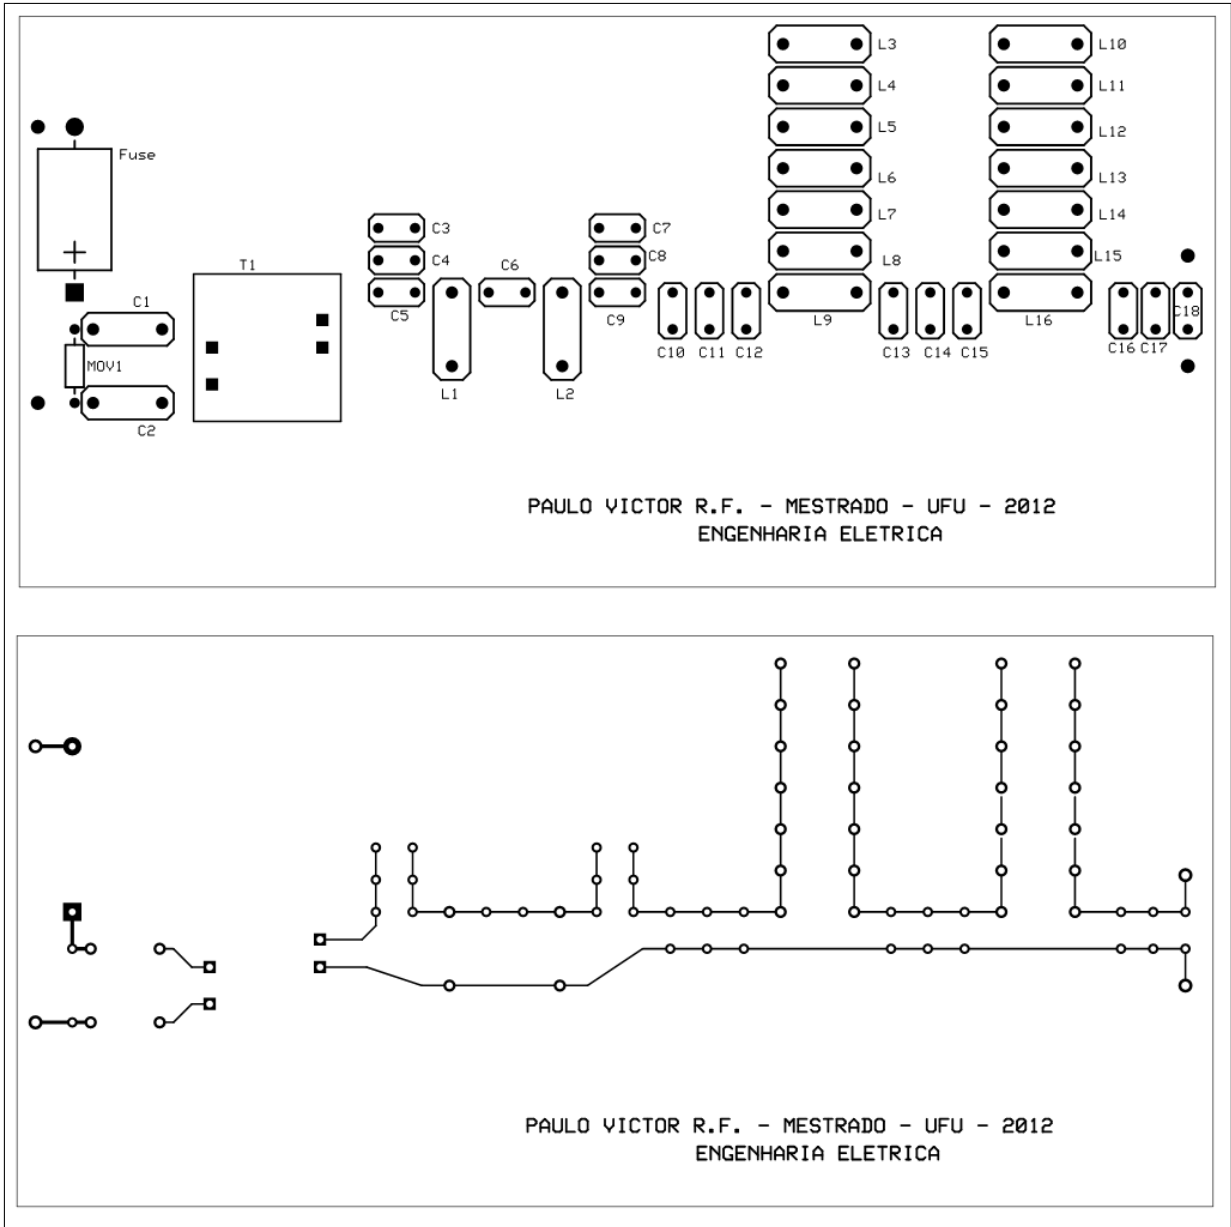 L3 L10
L4 L11
L5 L12
Fuse
L6 L13
L7 L14
C3 C7
C4 C8 L8 L15
T1 C6
C1
C5 C9 L9 L16 C18
C10 C11 C12 C13 C14 C15 C16 C17
MOV1
L1 L2
C2
PAULO VICTOR R.F. - MESTRADO - UFU - 2012
ENGENHARIA ELETRICA
PAULO VICTOR R.F. - MESTRADO - UFU - 2012
ENGENHARIA ELETRICA